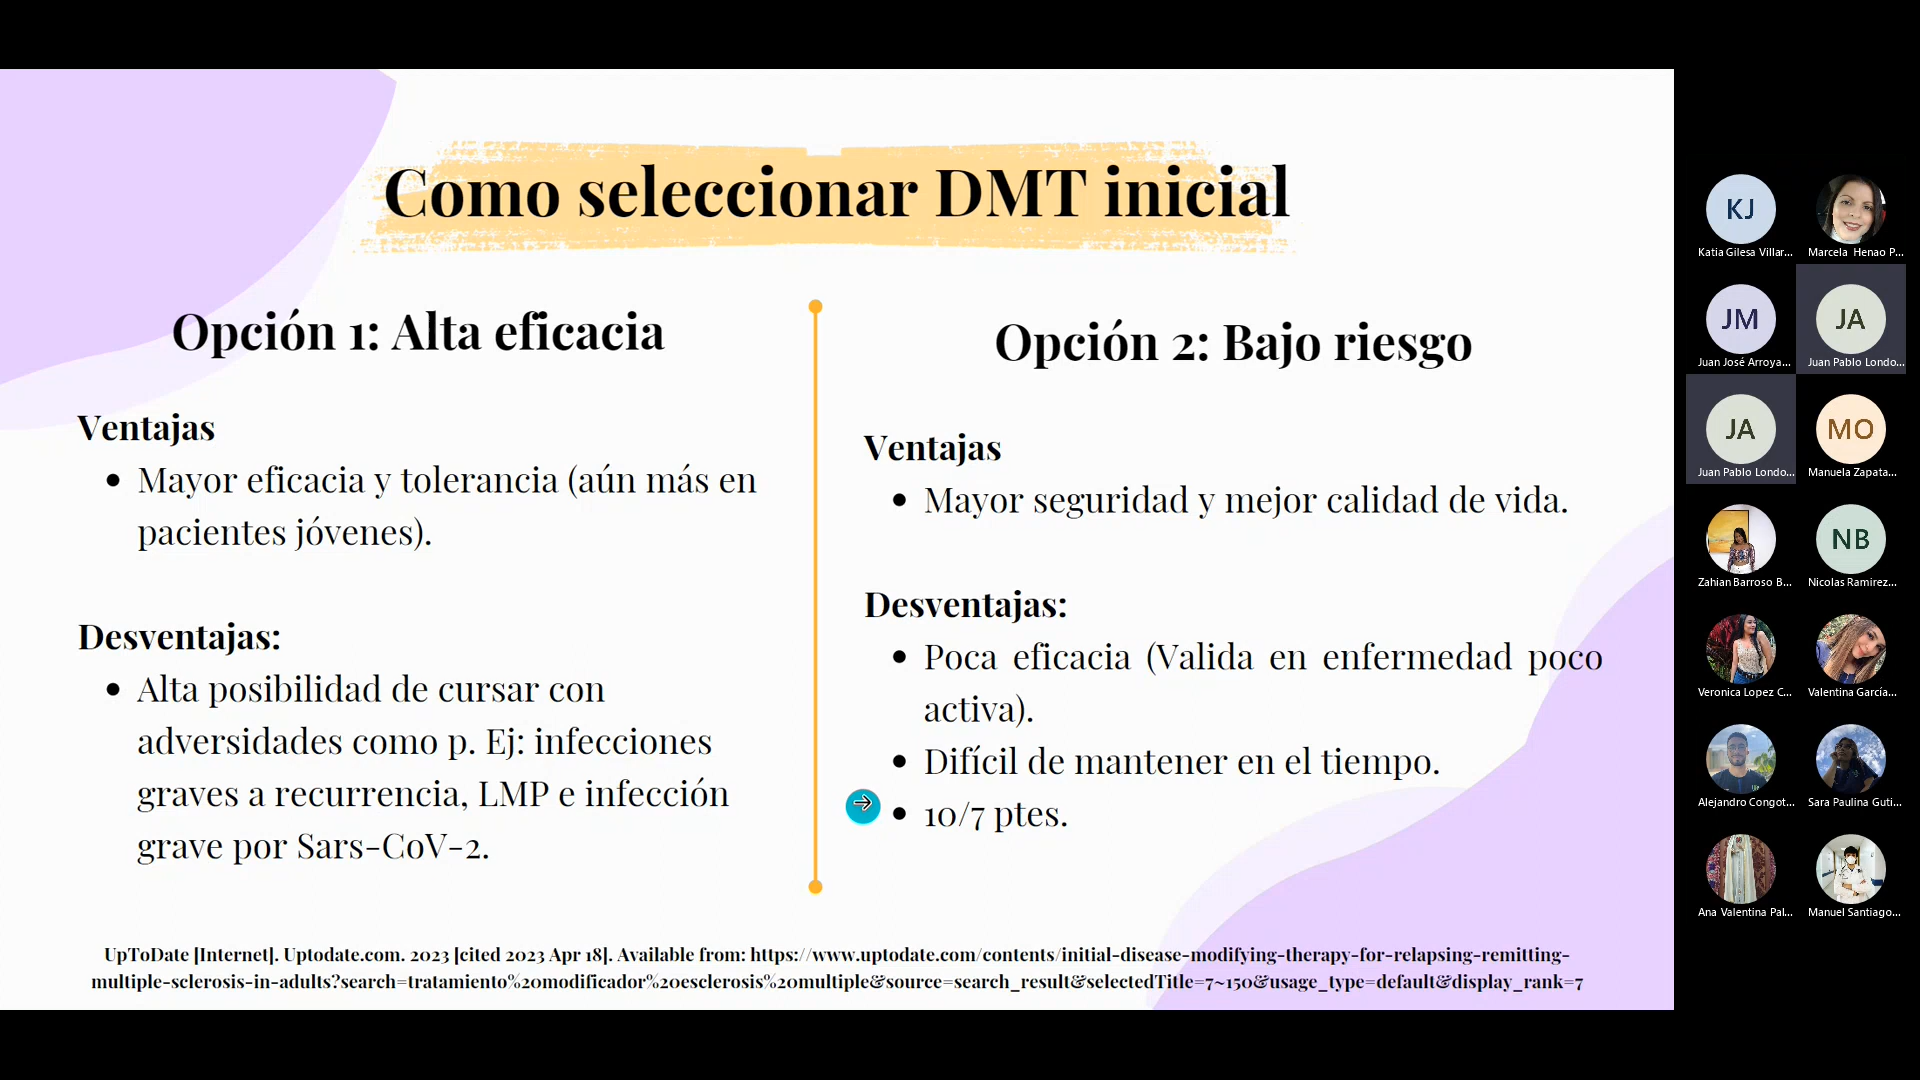 Como seleccionar DMT inicial
Opción 1: Alta eficacia
Ventajas
• Mayor eficacia y tolerancia (aún más en
pacientes jóvenes).
Desventajas:
• Alta posibilidad de cursar con
adversidades como p. Ej: infecciones
graves a recurrencia, LMP e infección
grave por Sars-CoV-2.
Opción 2: Bajo riesgo
Ventajas
• Mayor seguridad y mejor calidad de vida.
Desventajas:
• Poca eficacia (Valida en enfermedad poco
activa).
• Difícil de mantener en el tiempo.
• 10/7 ptes.
UpToDate [Internet]. Uptodate.com. 2023 [cited 2023 Apr 18]. Available from: https://www.uptodate.com/contents/initial-disease-modifying-therapy-for-relapsing-remitting-
multiple-sclerosis-in-adults?search=tratamiento%20modificador%20esclerosis%20multiple&source=search_result&selectedTitle=7~150&usage_type=default&display_rank=7
KJ
Katia Gilesa Villar...
Marcela Henao P...
JM
Juan José Arroya...
JA
Juan Pablo Londo...
JA
Juan Pablo Londo...
MO
Manuela Zapata...
Zahian Barroso B...
NB
Nicolas Ramirez...
Veronica Lopez C...
Valentina García...
Alejandro Congot...
Sara Paulina Guti...
Ana Valentina Pal...
Manuel Santiago...